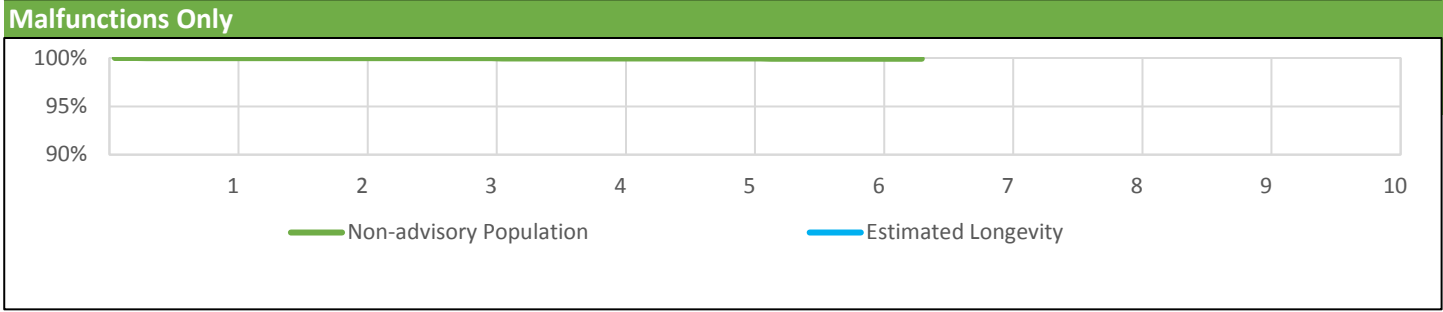 Malfunctions Only
100%
95%
90%
1 2 3 4 5 6 7 8 9 10
Non-advisory Population Estimated Longevity